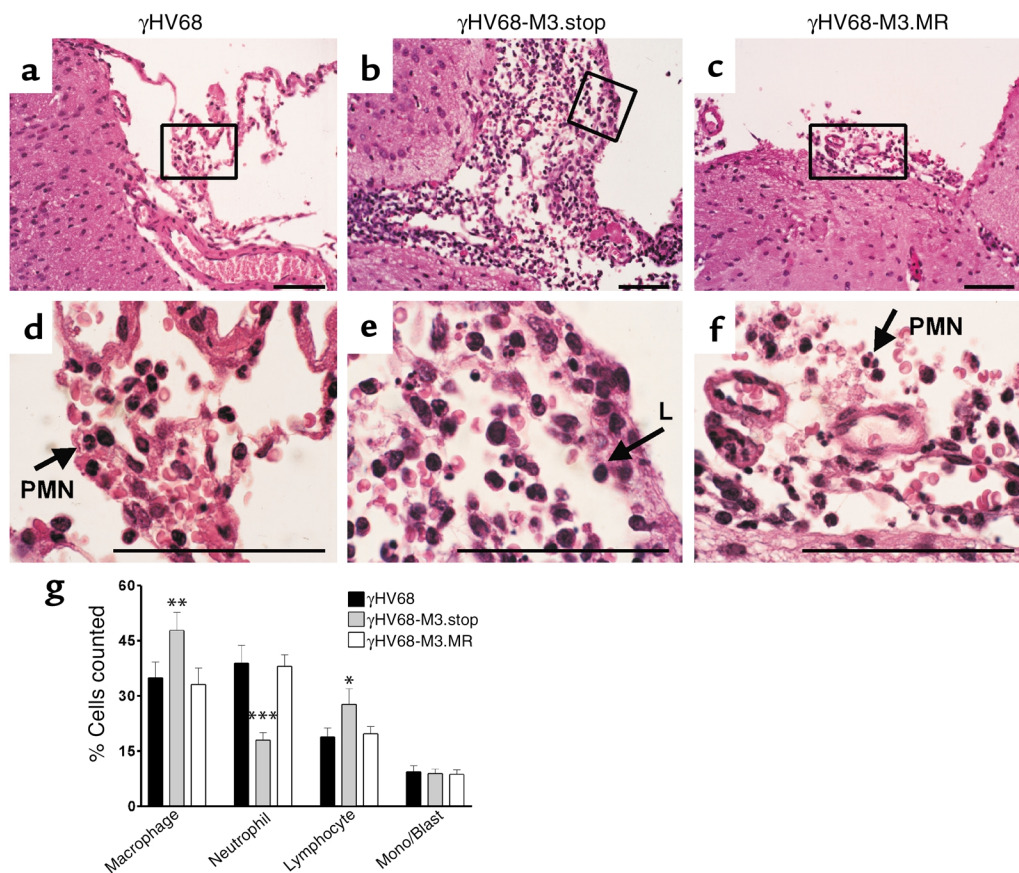 γHV68 γHV68-M3.stop γHV68-M3.MR
a b c
d e f
PMN
L
PMN
g
% Cells counted
60
45
30
15
0
** *** *
γHV68
γHV68-M3.stop
γHV68-M3.MR
Macrophage
Neutrophil
Lymphocyte
Mono/Blast